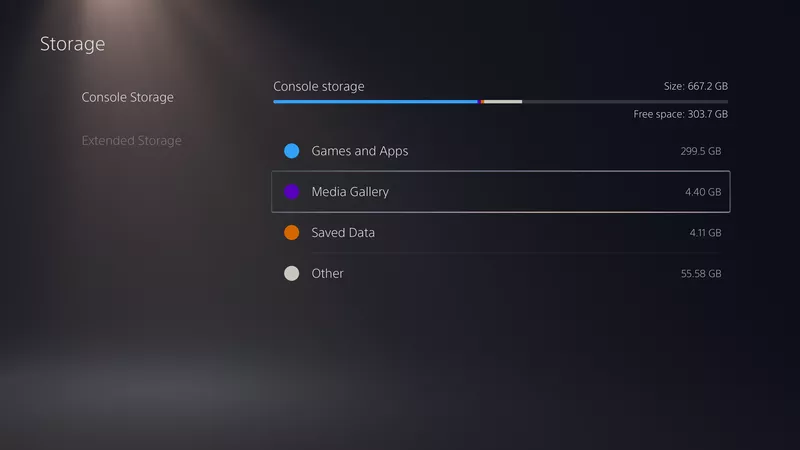 Storage
Console Storage
Extended Storage
Console storage
Size: 667.2 GB
Free space: 303.7 GB
Games and Apps
299.5 GB
Media Gallery
4.40 GB
Saved Data
4.11 GB
Other
55.58 GB